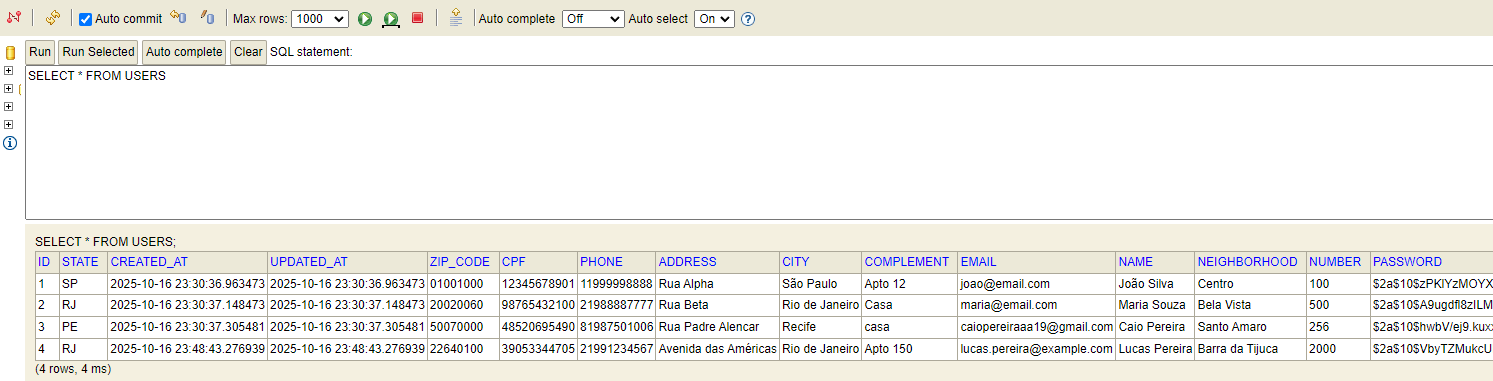 Auto commit Max rows: 1000 Auto complete Off Auto select On
Run Run Selected Auto complete Clear SQL statement:
SELECT * FROM USERS
SELECT * FROM USERS;
ID STATE CREATED_AT UPDATED_AT ZIP_CODE CPF PHONE ADDRESS CITY COMPLEMENT EMAIL NAME NEIGHBORHOOD NUMBER PASSWORD
1 SP 2025-10-16 23:30:36.963473 2025-10-16 23:30:36.963473 01001000 12345678901 11999998888 Rua Alpha São Paulo Apto 12 joao@email.com João Silva Centro 100 $2a$10$zPKlYzMOYX
2 RJ 2025-10-16 23:30:37.148473 2025-10-16 23:30:37.148473 20020060 98765432100 21988887777 Rua Beta Rio de Janeiro Casa maria@email.com Maria Souza Bela Vista 500 $2a$10$A9ugdfl8zILM
3 PE 2025-10-16 23:30:37.305481 2025-10-16 23:30:37.305481 50070000 48520695490 81987501006 Rua Padre Alencar Recife casa caiopereiraaa19@gmail.com Caio Pereira Santo Amaro 256 $2a$10$hwbV/ej9.kux
4 RJ 2025-10-16 23:48:43.276939 2025-10-16 23:48:43.276939 22640100 39053344705 21991234567 Avenida das Américas Rio de Janeiro Apto 150 lucas.pereira@example.com Lucas Pereira Barra da Tijuca 2000 $2a$10$VbyTZMukcU
(4 rows, 4 ms)